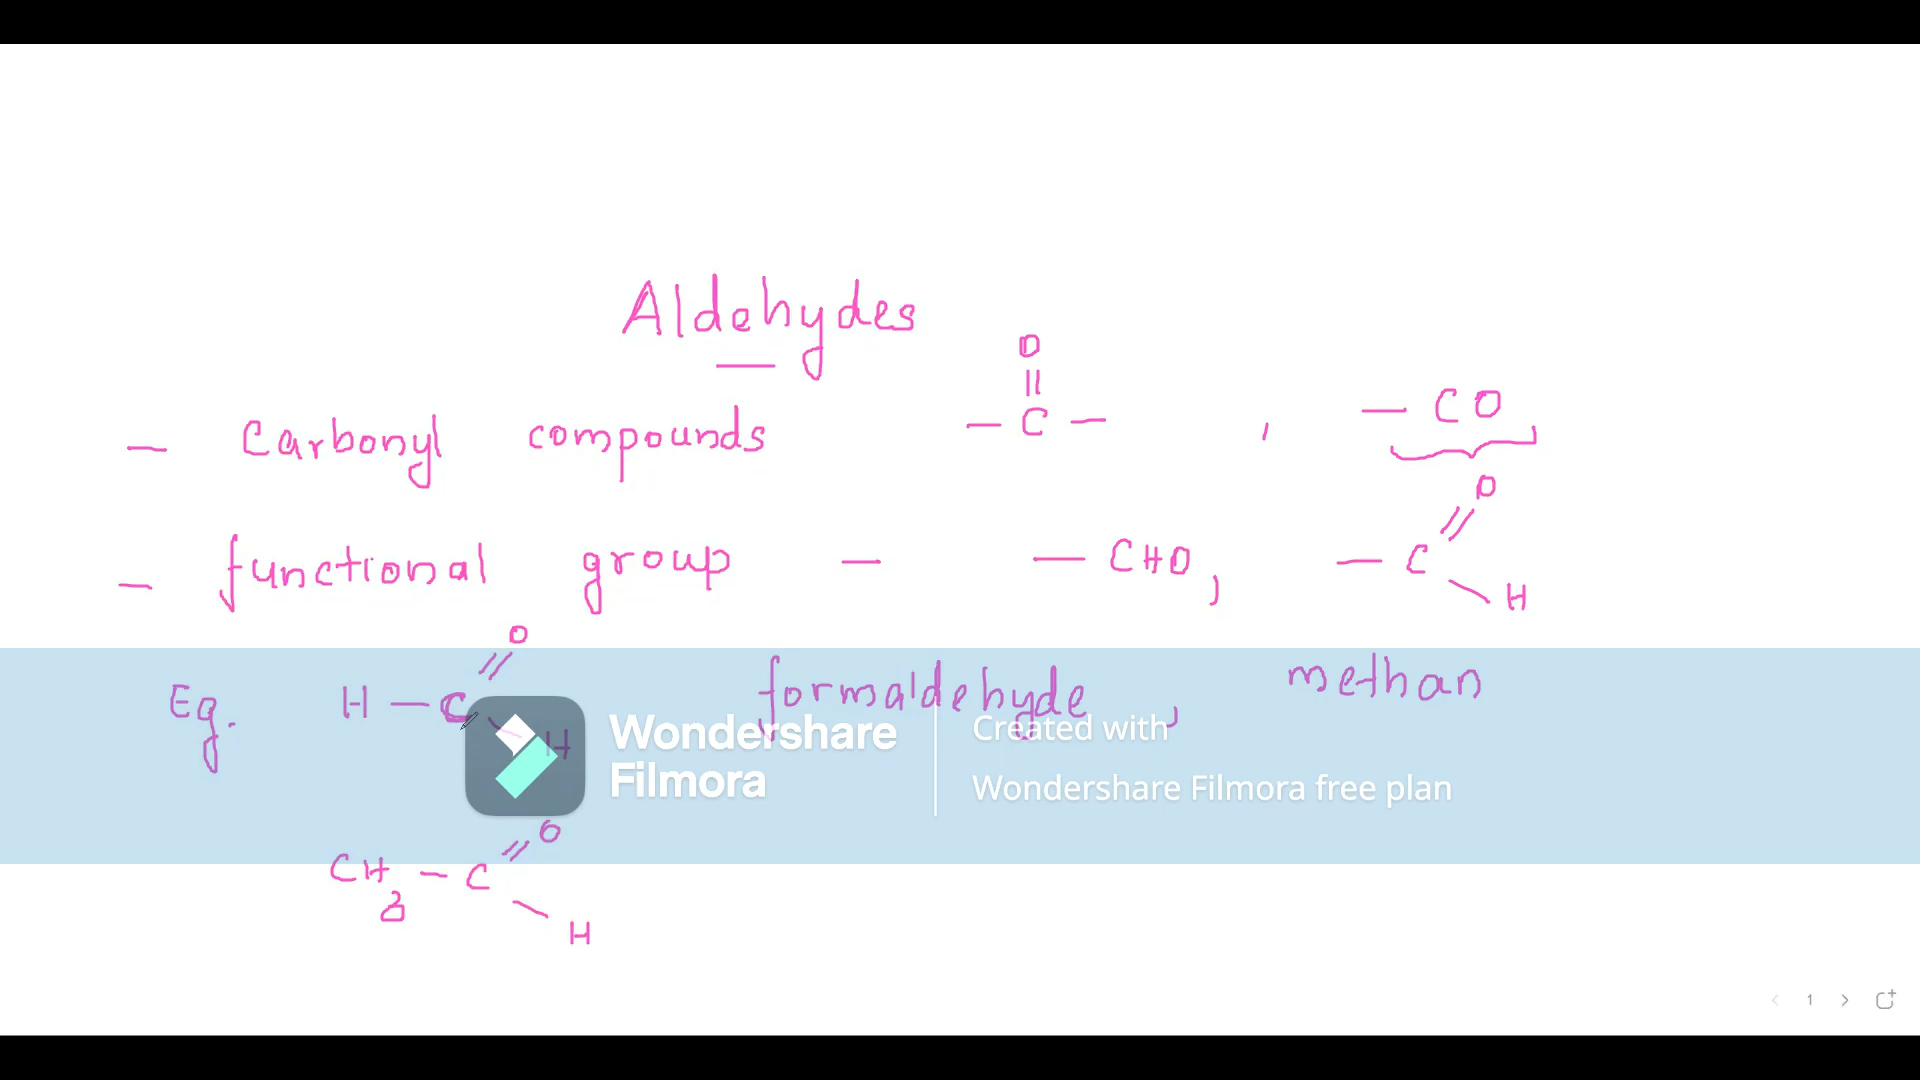 Aldehydes
O
||
— Carbonyl compounds — C — , — CO
O
//
— functional group — — CHO, — C
\ H
O
//
Eg. H — C formaldehyde, methan
\ H
Wondershare Filmora
Created with
Wondershare Filmora free plan
O
//
CH3 — C
\ H
1